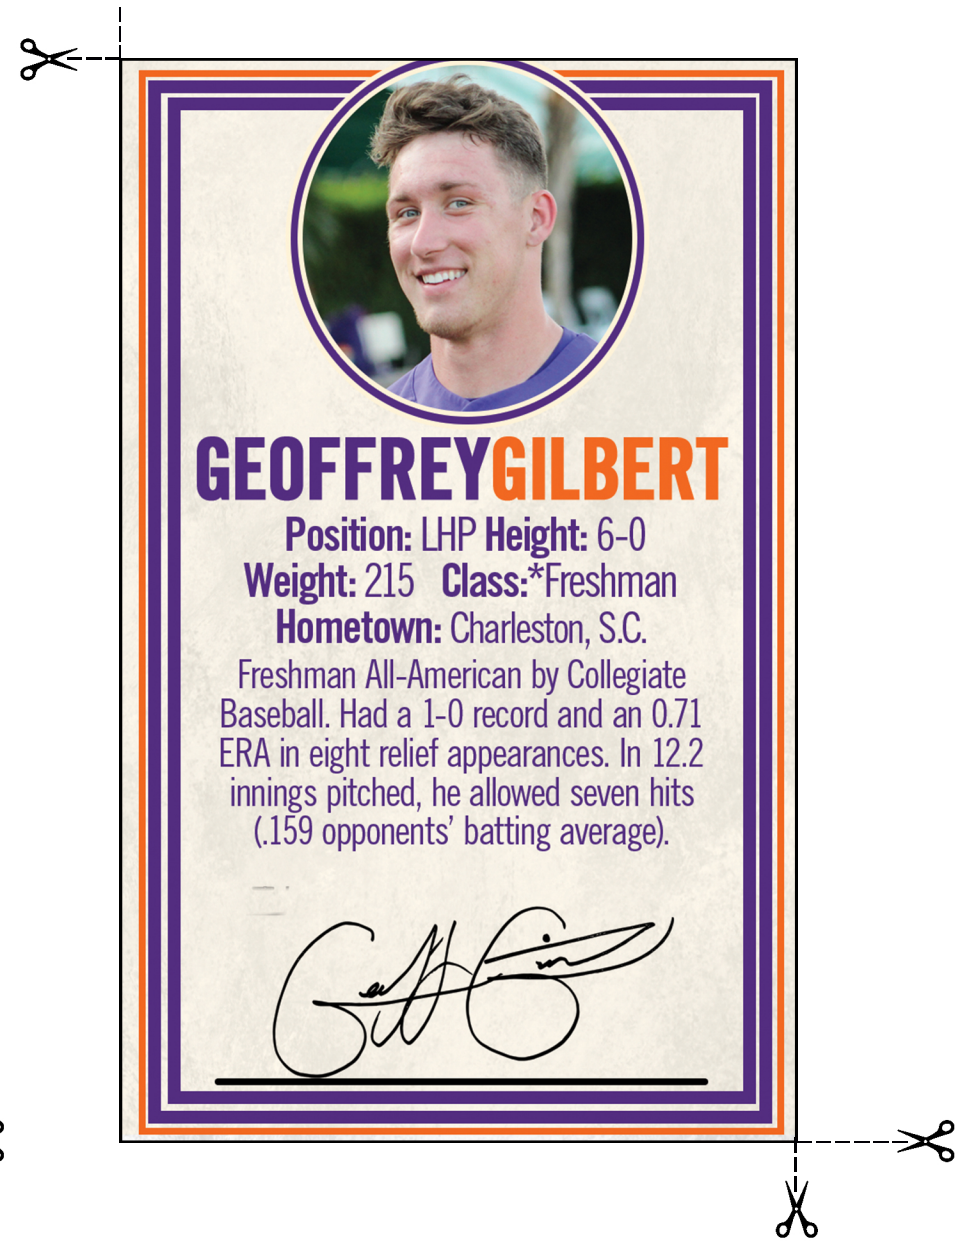 GEOFFREYGILBERT
Position: LHP Height: 6-0
Weight: 215 Class:*Freshman
Hometown: Charleston, S.C.
Freshman All-American by Collegiate
Baseball. Had a 1-0 record and an 0.71
ERA in eight relief appearances. In 12.2
innings pitched, he allowed seven hits
(.159 opponents’ batting average).